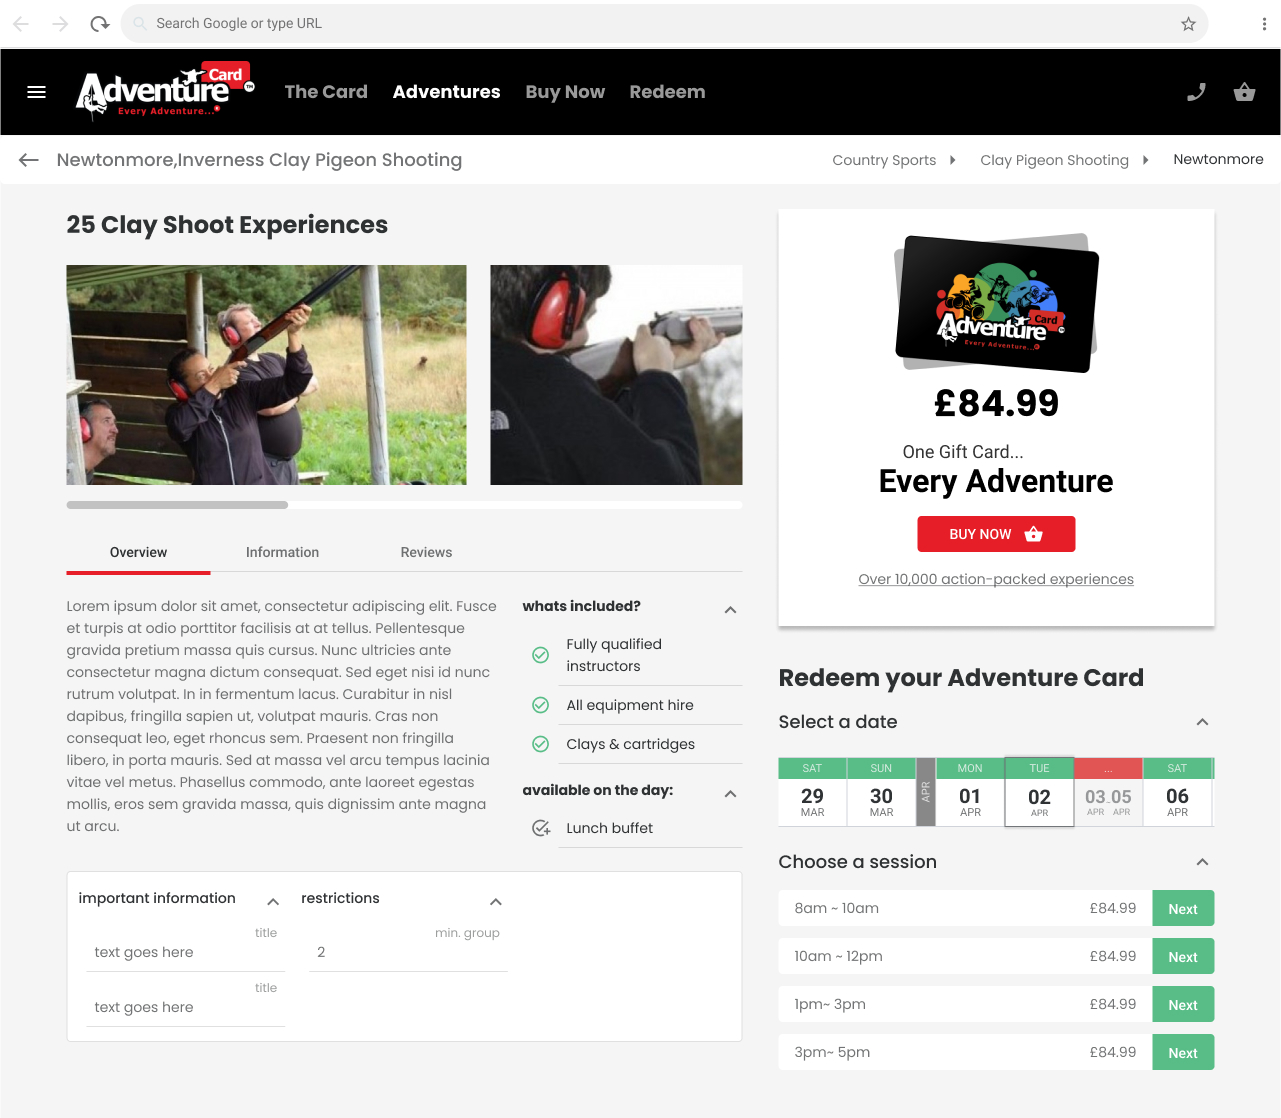 Search Google or type URL
Adventure Card TM
Every Adventure...
The Card
Adventures
Buy Now
Redeem
Newtonmore,Inverness Clay Pigeon Shooting
Country Sports
Clay Pigeon Shooting
Newtonmore
25 Clay Shoot Experiences
Overview
Information
Reviews
Lorem ipsum dolor sit amet, consectetur adipiscing elit. Fusce
et turpis at odio porttitor facilisis at at tellus. Pellentesque
gravida pretium massa quis cursus. Nunc ultricies ante
consectetur magna dictum consequat. Sed eget nisi id nunc
rutrum volutpat. In in fermentum lacus. Curabitur in nisl
dapibus, fringilla sapien ut, volutpat mauris. Cras non
consequat leo, eget rhoncus sem. Praesent non fringilla
libero, in porta mauris. Sed at massa vel arcu tempus lacinia
vitae vel metus. Phasellus commodo, ante laoreet egestas
mollis, eros sem gravida massa, quis dignissim ante magna
ut arcu.
whats included?
Fully qualified
instructors
All equipment hire
Clays & cartridges
available on the day:
Lunch buffet
important information
title
text goes here
title
text goes here
restrictions
min. group
2
Adventure Card
Every Adventure...
£84.99
One Gift Card...
Every Adventure
BUY NOW
Over 10,000 action-packed experiences
Redeem your Adventure Card
Select a date
SAT
29
MAR
SUN
30
MAR
APR
MON
01
APR
TUE
02
APR
...
03..05
APR APR
SAT
06
APR
Choose a session
8am ~ 10am £84.99 Next
10am ~ 12pm £84.99 Next
1pm~ 3pm £84.99 Next
3pm~ 5pm £84.99 Next